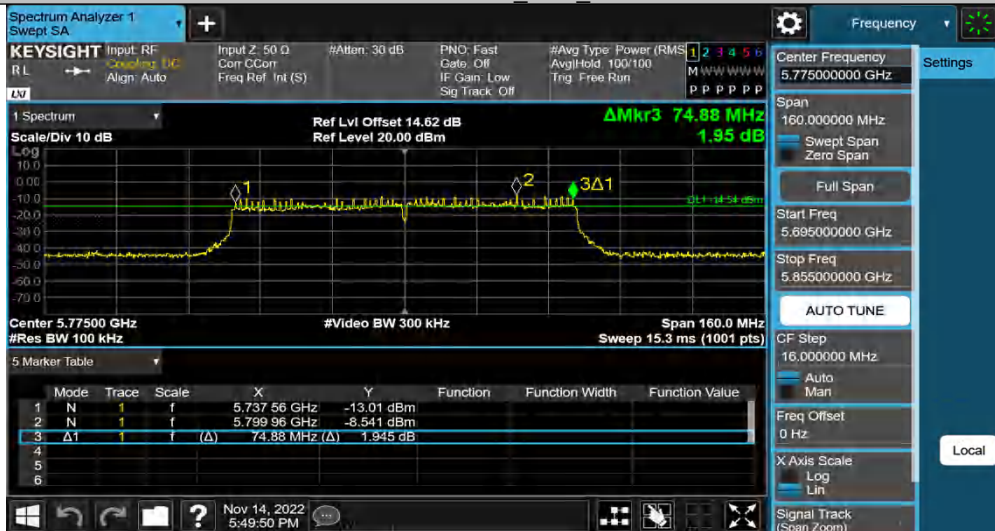 Spectrum Analyzer 1
Swept SA
Frequency
KEYSIGHT
RL
LXI
Input: RF
Coupling: DC
Align: Auto
Input Z: 50 Ω
Corr CCorr
Freq Ref: Int (S)
#Atten: 30 dB
PNO: Fast
Gate: Off
IF Gain: Low
Sig Track: Off
#Avg Type: Power (RMS
Avg|Hold: 100/100
Trig: Free Run
1 2 3 4 5 6
M W W W W W
P P P P P P
1 Spectrum
Scale/Div 10 dB
Ref Lvl Offset 14.62 dB
Ref Level 20.00 dBm
ΔMkr3 74.88 MHz
1.95 dB
Log
10.0
0.00
-10.0
-20.0
-30.0
-40.0
-50.0
-60.0
-70.0
1
2
3Δ1
DL1 -14.54 dBm
Center 5.77500 GHz
#Res BW 100 kHz
#Video BW 300 kHz
Span 160.0 MHz
Sweep 15.3 ms (1001 pts)
5 Marker Table
Mode Trace Scale X Y Function Function Width Function Value
1 N 1 f 5.737 56 GHz -13.01 dBm
2 N 1 f 5.799 96 GHz -8.541 dBm
3 Δ1 1 f (Δ) 74.88 MHz (Δ) 1.945 dB
4
5
6
Nov 14, 2022
5:49:50 PM
Center Frequency
5.775000000 GHz
Span
160.000000 MHz
Swept Span
Zero Span
Full Span
Start Freq
5.695000000 GHz
Stop Freq
5.855000000 GHz
AUTO TUNE
CF Step
16.000000 MHz
Auto
Man
Freq Offset
0 Hz
X Axis Scale
Log
Lin
Signal Track
(Span Zoom)
Settings
Local